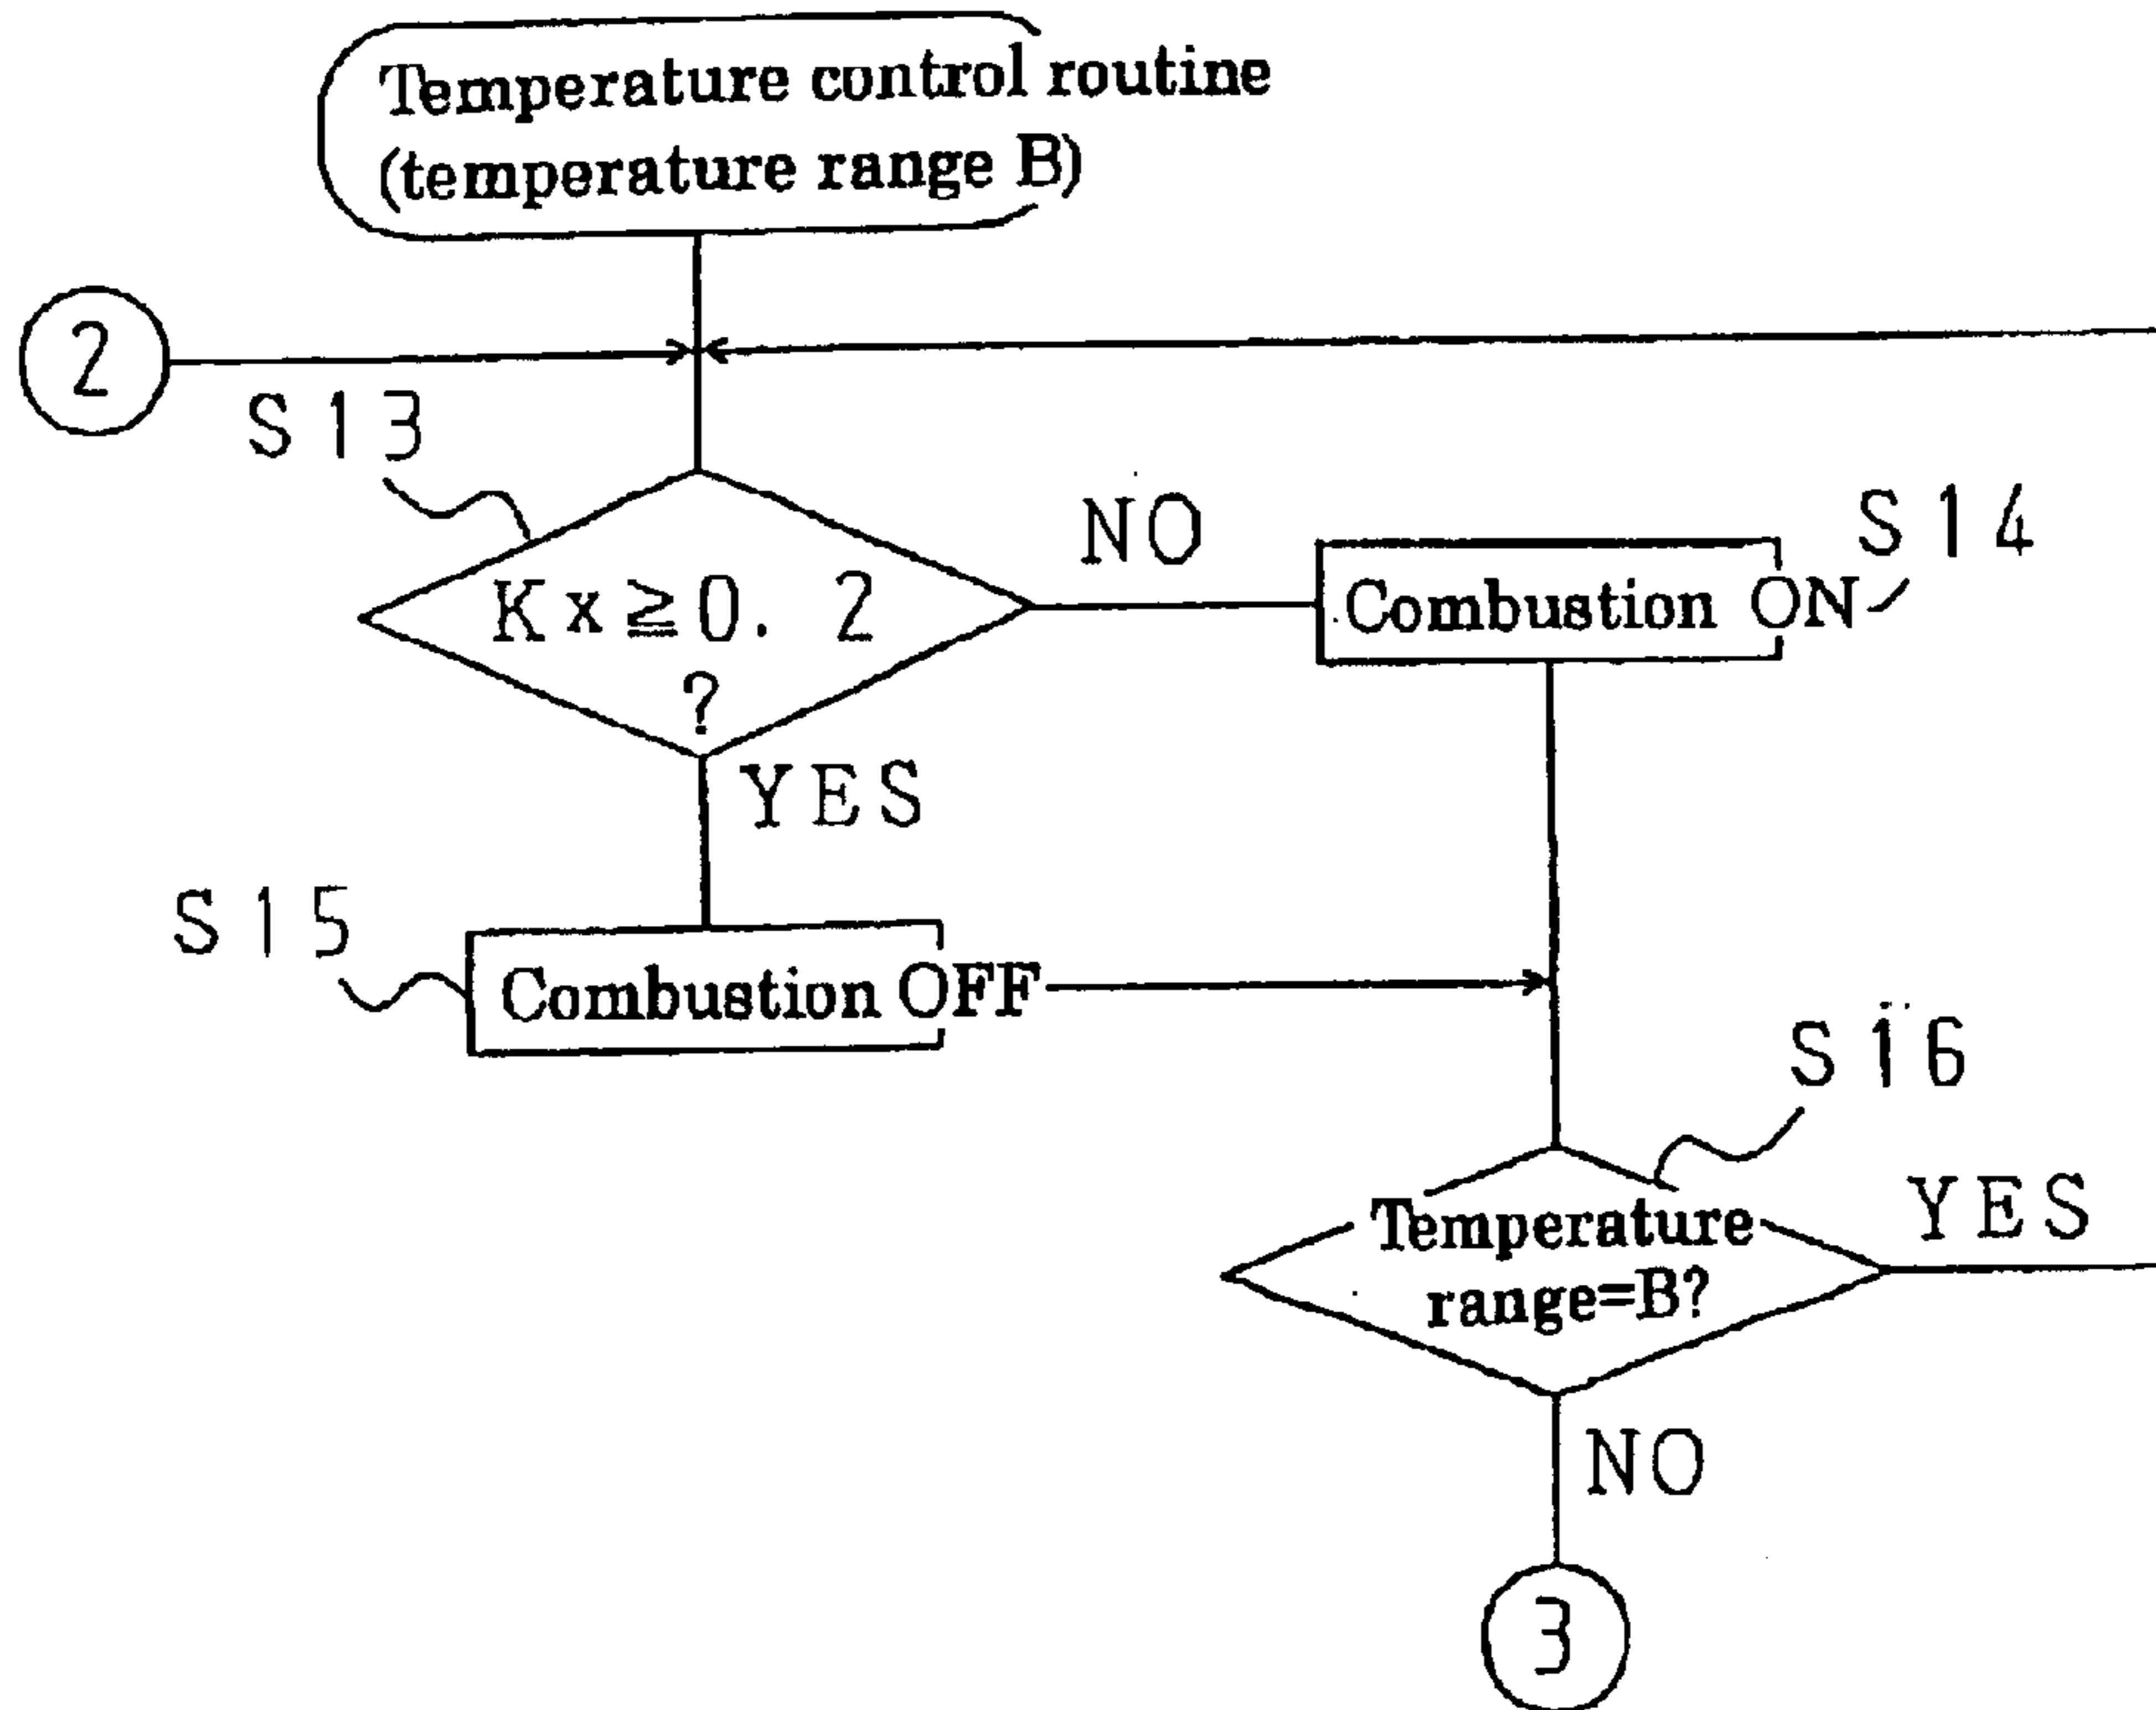 Temperature control routine
(temperature range B)
2
S13
NO
S14
Kx≧0. 2
?
Combustion ON
YES
S15
Combustion OFF
S16
Temperature
range=B?
YES
NO
3